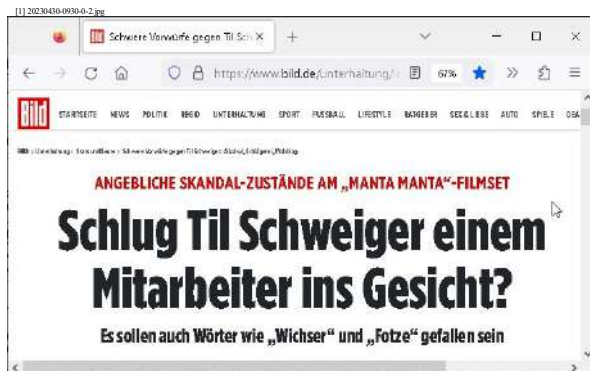 [1] 20230430-0930-0-2.jpg
Schwere Vorwürfe gegen Til Sch
https://www.bild.de/unterhaltung/
67%
Bild
STARTSEITE NEWS POLITIK REGIO UNTERHALTUNG SPORT FUSSBALL LIFESTYLE RATGEBER SEX & LIEBE AUTO SPIELE
ANGEBLICHE SKANDAL-ZUSTÄNDE AM „MANTA MANTA“-FILMSET
Schlug Til Schweiger einem
Mitarbeiter ins Gesicht?
Es sollen auch Wörter wie „Wichser“ und „Fotze“ gefallen sein